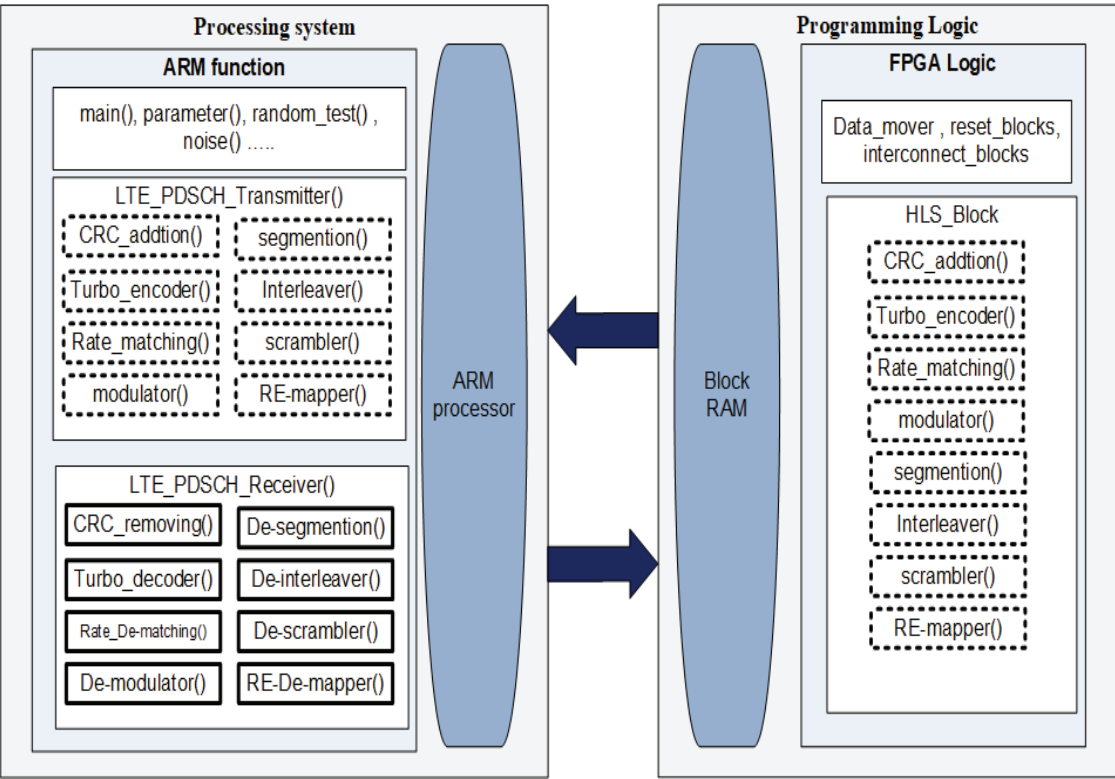 Processing system
ARM function
main(), parameter(), random_test() ,
noise() .....
LTE_PDSCH_Transmitter()
CRC_addtion()
segmention()
Turbo_encoder()
Interleaver()
Rate_matching()
scrambler()
modulator()
RE-mapper()
LTE_PDSCH_Receiver()
CRC_removing()
De-segmention()
Turbo_decoder()
De-interleaver()
Rate_De-matching()
De-scrambler()
De-modulator()
RE-De-mapper()
ARM
processor
Programming Logic
Block
RAM
FPGA Logic
Data_mover , reset_blocks,
interconnect_blocks
HLS_Block
CRC_addtion()
Turbo_encoder()
Rate_matching()
modulator()
segmention()
Interleaver()
scrambler()
RE-mapper()